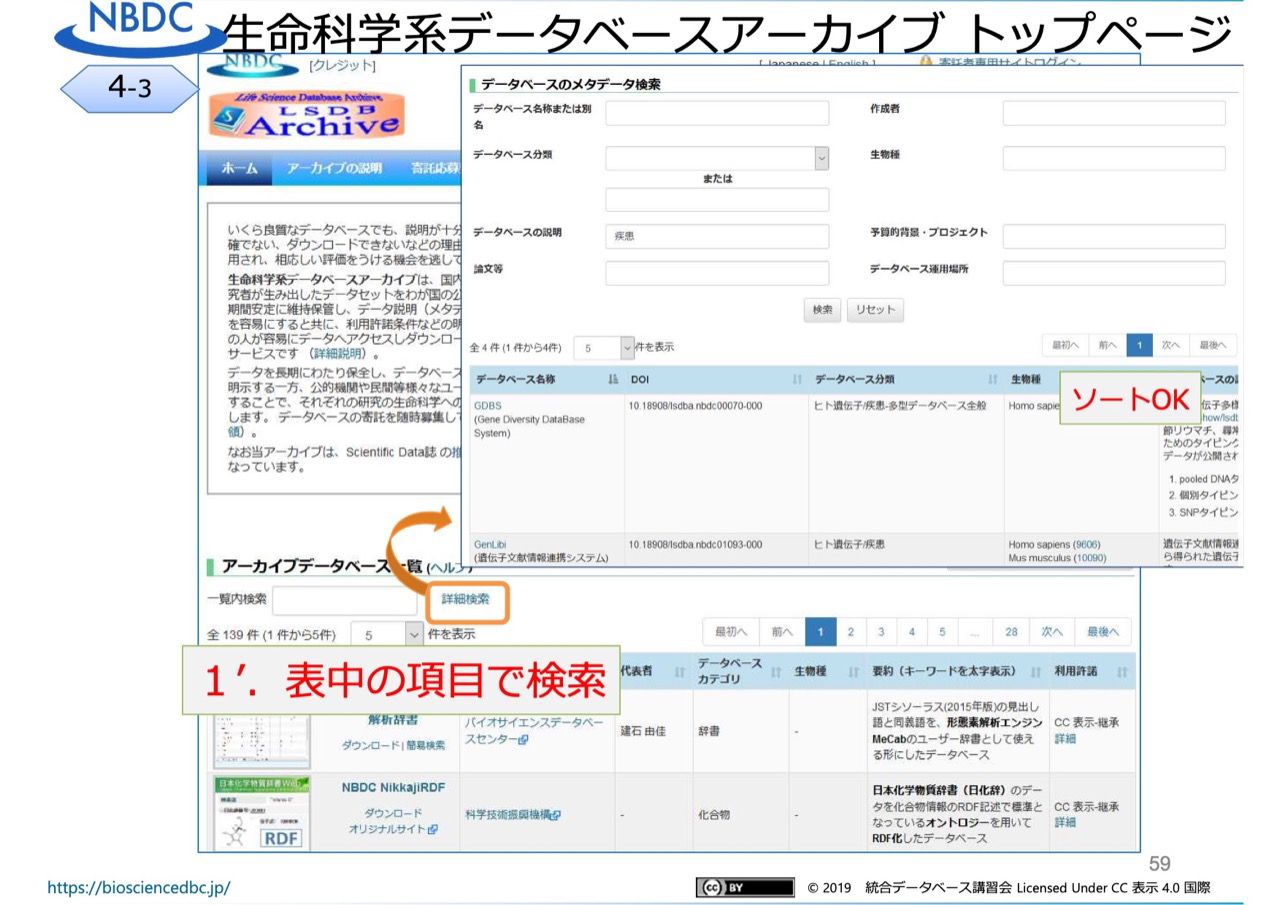 NBDC
生命科学系データベースアーカイブ トップページ
4-3
NBDC
[クレジット]
[ Japanese | English ]
寄託者専用サイトログイン
Life Science Database Archive
LSDB
Archive
ホーム
アーカイブの説明
寄託応募
いくら良質なデータベースでも、説明が十分
確でない、ダウンロードできないなどの理由
用され、相応しい評価をうける機会を逃して
生命科学系データベースアーカイブは、国内
究者が生み出したデータセットをわが国の公
期間安定に維持保管し、データ説明（メタデ
を容易にすると共に、利用許諾条件などの明
の人が容易にデータへアクセスしダウンロー
サービスです（詳細説明）。
データを長期にわたり保全し、データベース
明示する一方、公的機関や民間等様々なユー
することで、それぞれの研究の生命科学への
します。 データベースの寄託を随時募集して
領）。
なお当アーカイブは、Scientific Data誌 の推
なっています。
データベースのメタデータ検索
データベース名称または別
名
作成者
データベース分類
生物種
または
データベースの説明
疾患
予算的背景・プロジェクト
論文等
データベース運用場所
検索
リセット
全 4 件 (1 件から4件)
5
件を表示
最初へ
前へ
1
次へ
最後へ
データベース名称
DOI
データベース分類
生物種
ソートOK
GDBS
(Gene Diversity DataBase
System)
10.18908/lsdba.nbdc00070-000
ヒト遺伝子/疾患-多型データベース全般
Homo sapie
伝子多様
how/lsdt
節リウマチ、尋常
ためのタイピング
データが公開され
1. pooled DNAタ
2. 個別タイピン
3. SNPタイピン
GenLibi
(遺伝子文献情報連携システム)
10.18908/lsdba.nbdc01093-000
ヒト遺伝子/疾患
Homo sapiens (9606)
Mus musculus (10090)
遺伝子文献情報連
ら得られた遺伝子
アーカイブデータベース一覧 (ヘルプ)
一覧内検索
詳細検索
全 139 件 (1 件から5件)
5
件を表示
最初へ
前へ
1
2
3
4
5
...
28
次へ
最後へ
1′. 表中の項目で検索
代表者
データベース
カテゴリ
生物種
要約（キーワードを太字表示）
利用許諾
解析辞書
ダウンロード | 簡易検索
バイオサイエンスデータベー
スセンター
建石 由佳
辞書
-
JSTシソーラス(2015年版)の見出し
語と同義語を、形態素解析エンジン
MeCabのユーザー辞書として使え
る形にしたデータベース
CC 表示-継承
詳細
日本化学物質辞書Web
RDF
NBDC NikkajiRDF
ダウンロード
オリジナルサイト
科学技術振興機構
-
化合物
-
日本化学物質辞書（日化辞）のデー
タを化合物情報のRDF記述で標準と
なっているオントロジーを用いて
RDF化したデータベース
CC 表示-継承
詳細
59
https://biosciencedbc.jp/
cc BY
© 2019 統合データベース講習会 Licensed Under CC 表示 4.0 国際